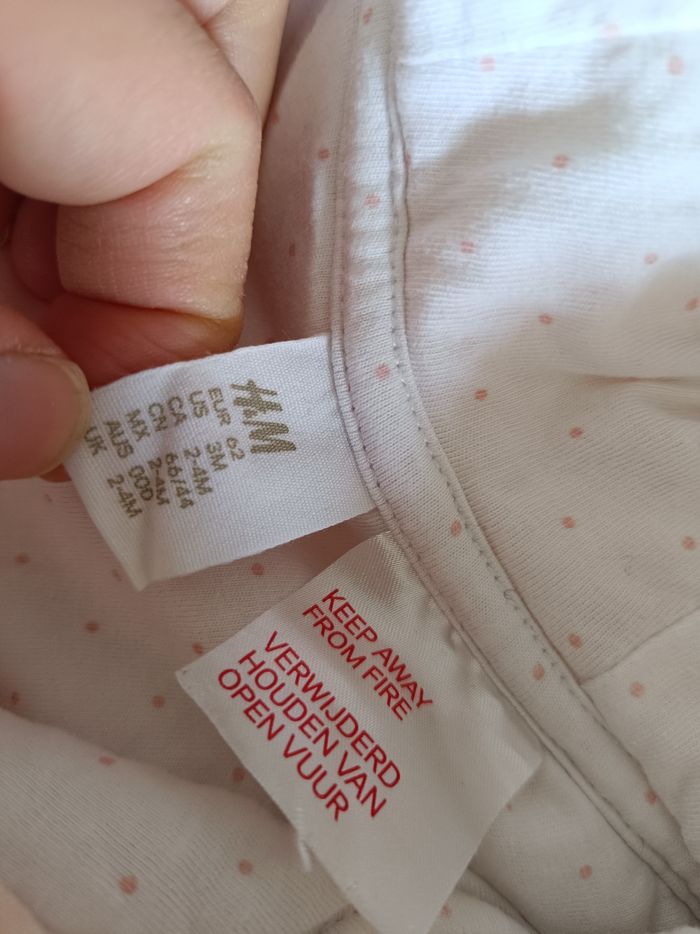 H&M
EUR 62
US 3M
CA 2-4M
CN 66/44
MX 2-4M
AUS 000
UK 2-4M
KEEP AWAY
FROM FIRE
VERWIJDERD
HOUDEN VAN
OPEN VUUR